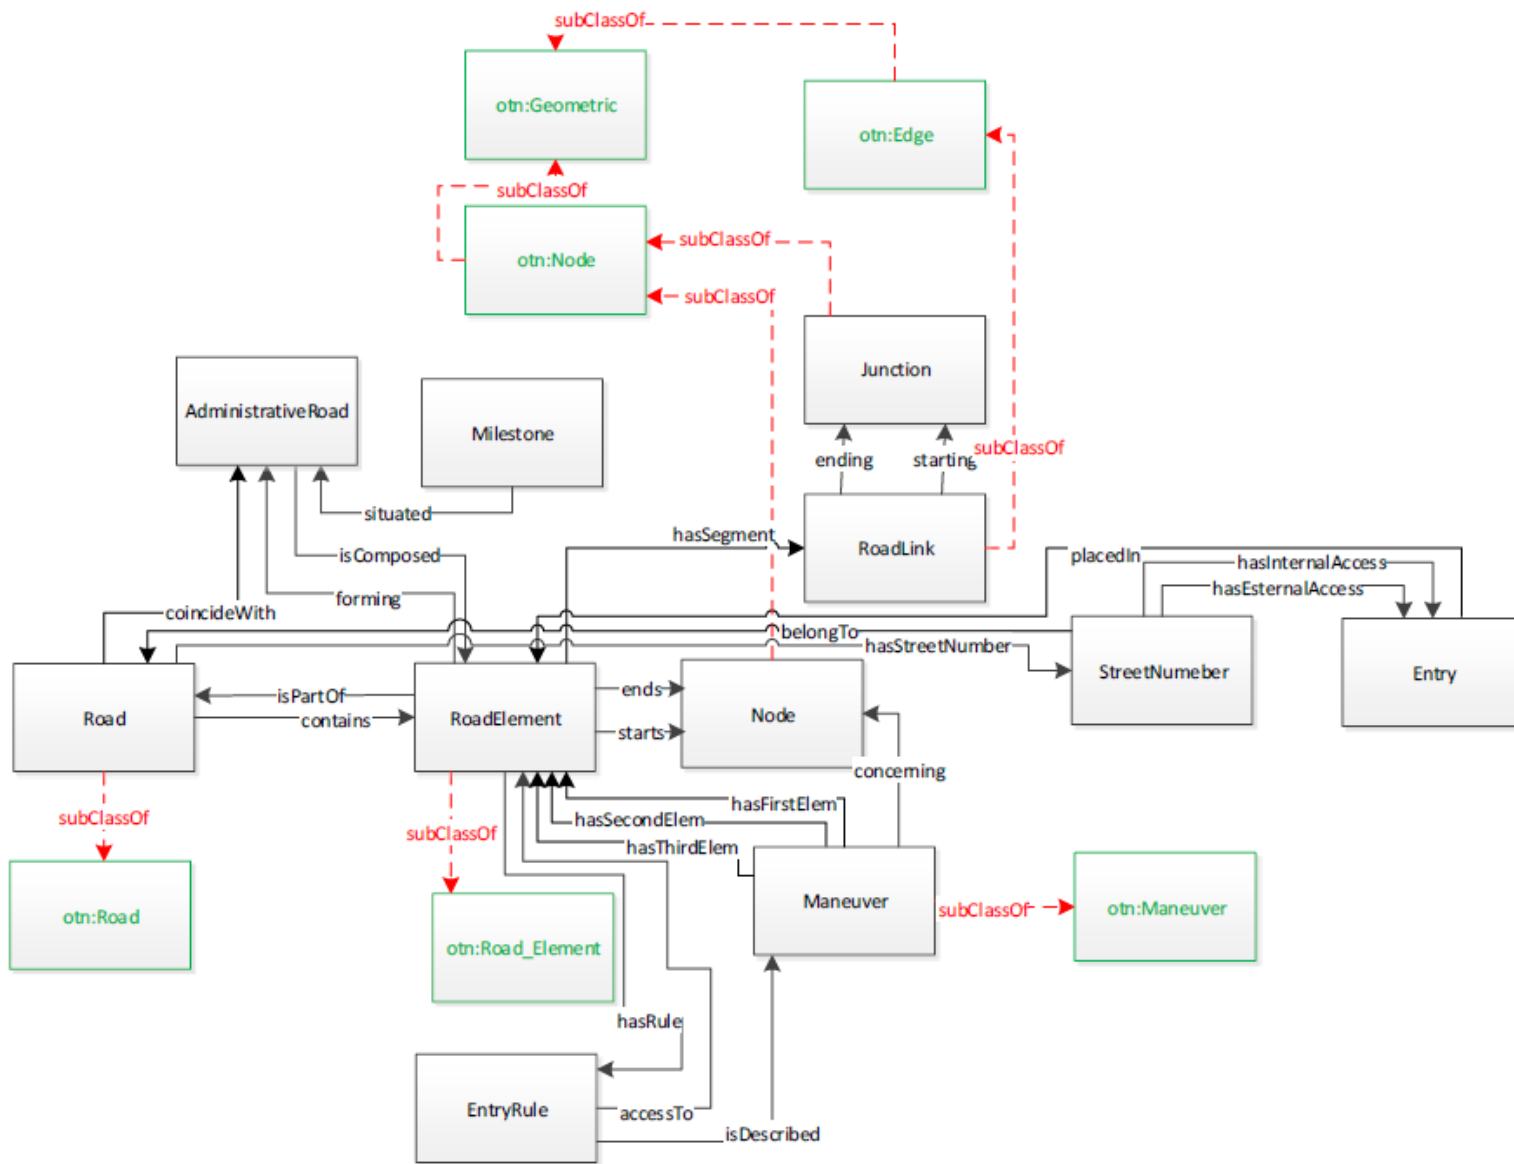 subClassOf
otn:Geometric
otn:Edge
subClassOf
otn:Node
subClassOf
subClassOf
Junction
AdministrativeRoad
Milestone
ending
starting
subClassOf
situated
hasSegment
RoadLink
isComposed
placedIn
hasInternalAccess
hasEsternalAccess
forming
coincideWith
belongTo
hasStreetNumber
StreetNumeber
Entry
isPartOf
contains
Road
RoadElement
ends
starts
Node
concerning
hasFirstElem
hasSecondElem
hasThirdElem
subClassOf
subClassOf
Maneuver
subClassOf
otn:Maneuver
otn:Road
otn:Road_Element
hasRule
EntryRule
accessTo
isDescribed